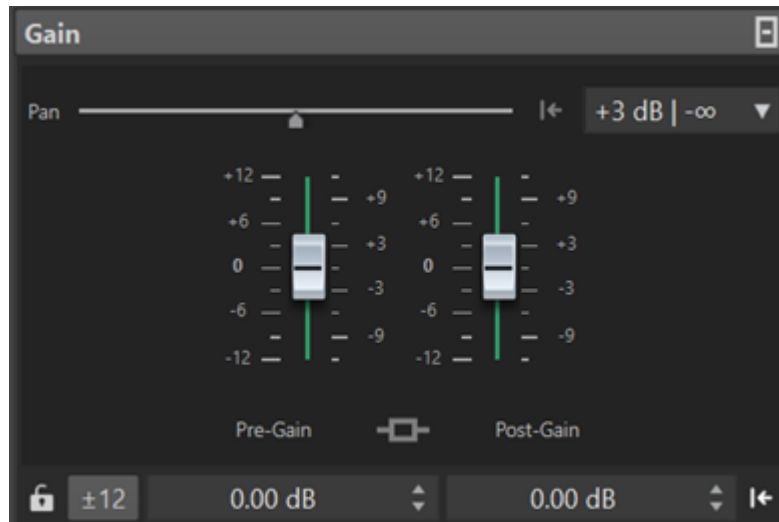 Gain
Pan +3 dB | -∞
+12 +12
+9 +9
+6 +6
+3 +3
0 0
-3 -3
-6 -6
-9 -9
-12 -12
Pre-Gain Post-Gain
±12 0.00 dB 0.00 dB